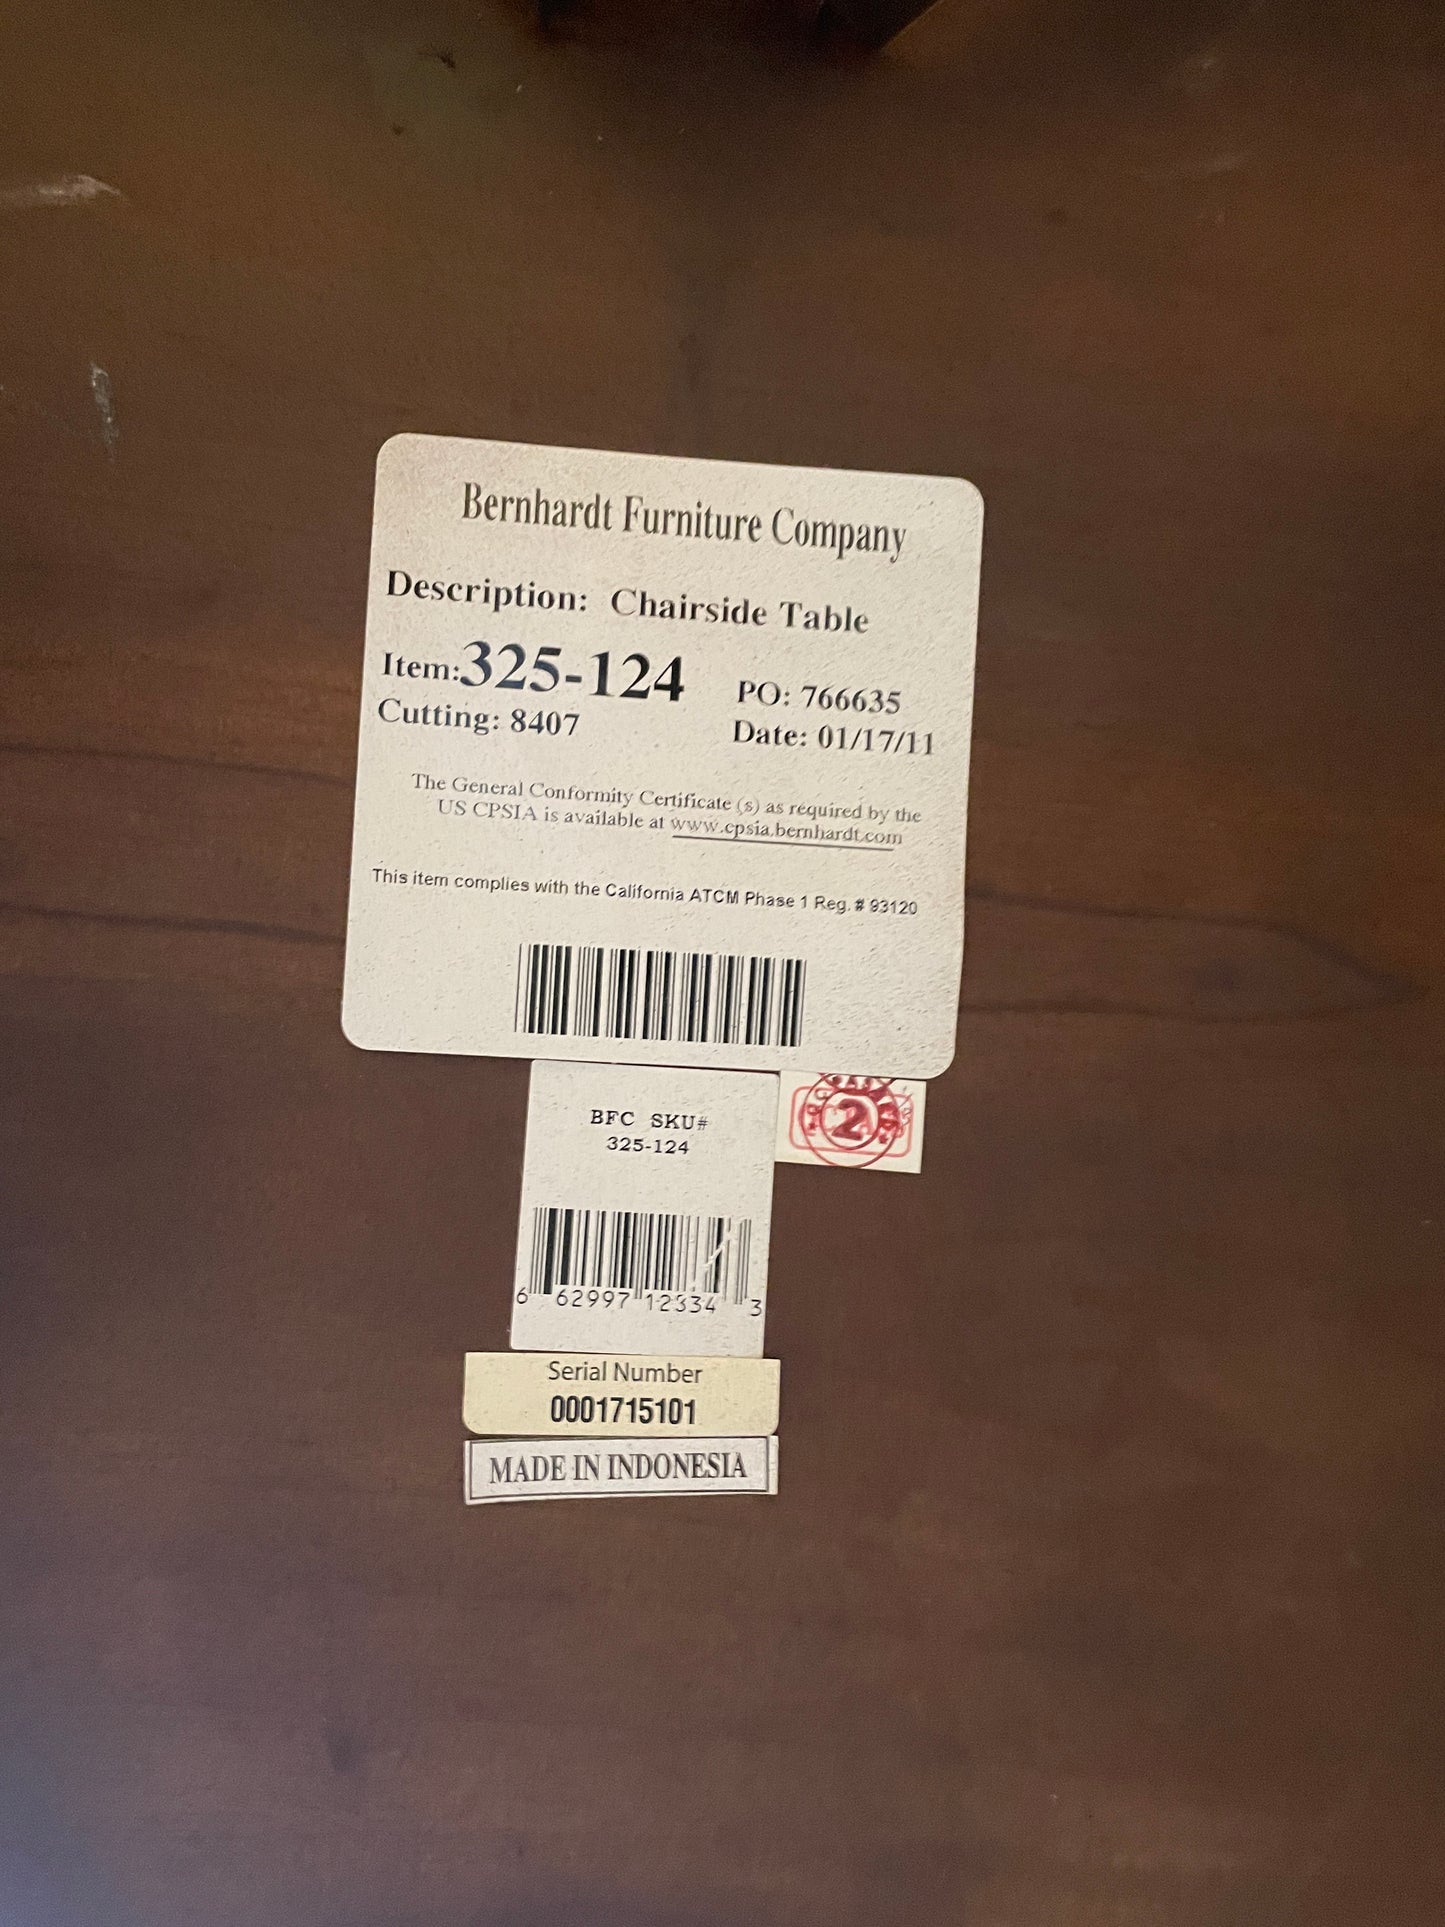 Bernhardt Furniture Company
Description: Chairside Table
Item:325-124
Cutting: 8407
PO: 766635
Date: 01/17/11
The General Conformity Certificate (s) as required by the
US CPSIA is available at www.cpsia.bernhardt.com
This item complies with the California ATCM Phase 1 Reg. # 93120
BFC SKU#
325-124
2
6 62997 12334 3
Serial Number
0001715101
MADE IN INDONESIA